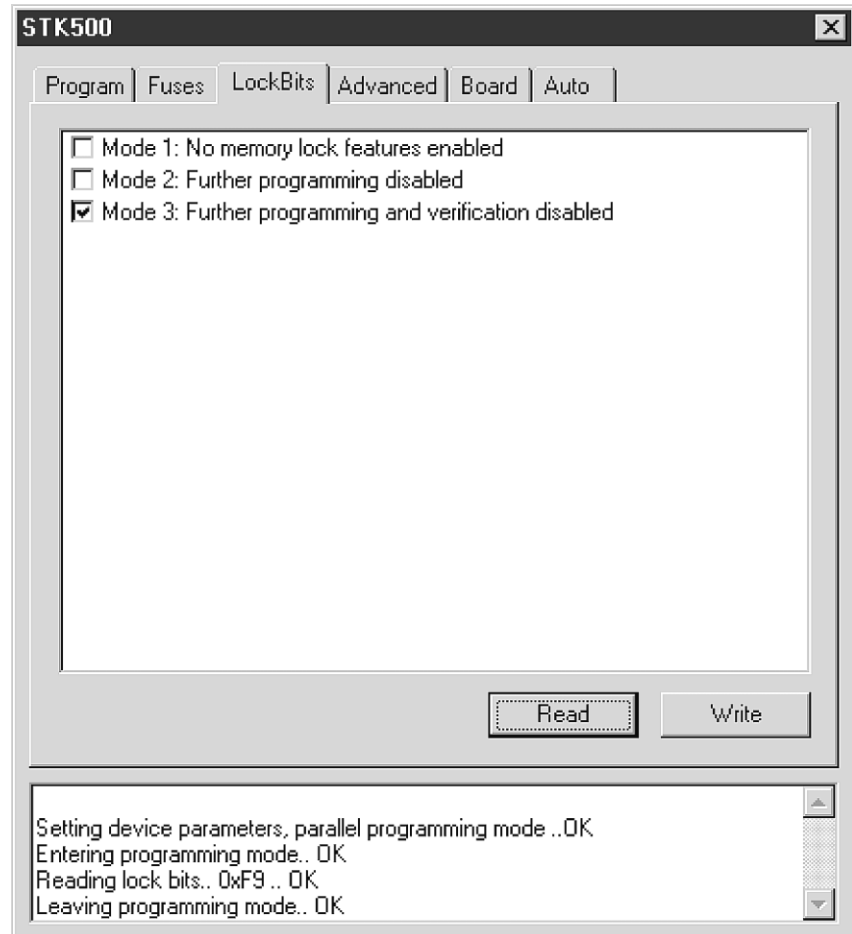 STK500
Program Fuses LockBits Advanced Board Auto
Mode 1: No memory lock features enabled
Mode 2: Further programming disabled
Mode 3: Further programming and verification disabled
Read Write
Setting device parameters, parallel programming mode ..OK
Entering programming mode.. OK
Reading lock bits.. 0xF9 .. OK
Leaving programming mode.. OK